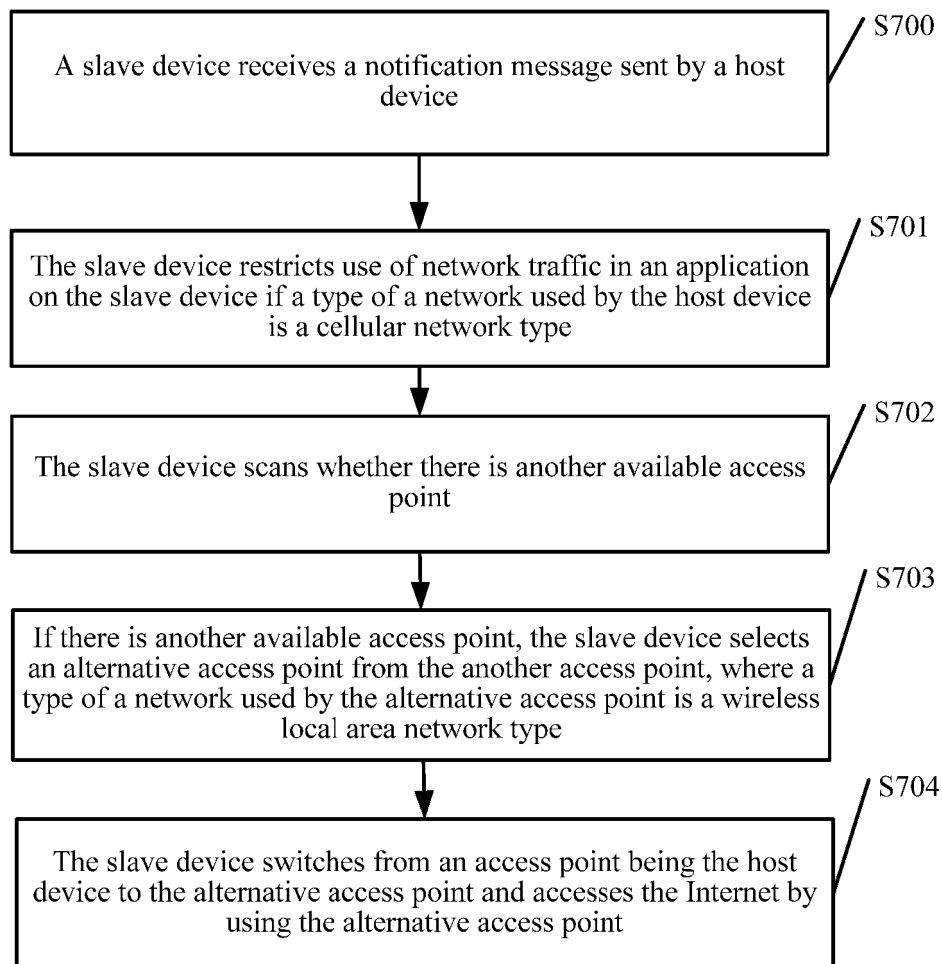 S700
A slave device receives a notification message sent by a host
device
S701
The slave device restricts use of network traffic in an application
on the slave device if a type of a network used by the host device
is a cellular network type
S702
The slave device scans whether there is another available access
point
S703
If there is another available access point, the slave device selects
an alternative access point from the another access point, where a
type of a network used by the alternative access point is a wireless
local area network type
S704
The slave device switches from an access point being the host
device to the alternative access point and accesses the Internet by
using the alternative access point